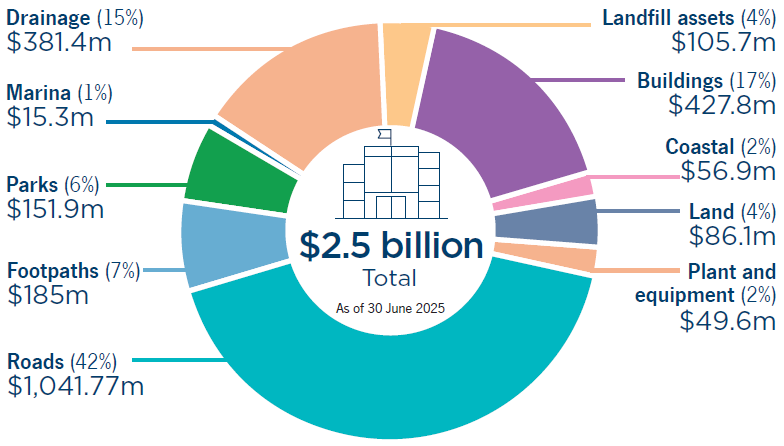 Drainage (15%)
$381.4m
Marina (1%)
$15.3m
Parks (6%)
$151.9m
Footpaths (7%)
$185m
Roads (42%)
$1,041.77m
$2.5 billion
Total
As of 30 June 2025
Landfill assets (4%)
$105.7m
Buildings (17%)
$427.8m
Coastal (2%)
$56.9m
Land (4%)
$86.1m
Plant and
equipment (2%)
$49.6m